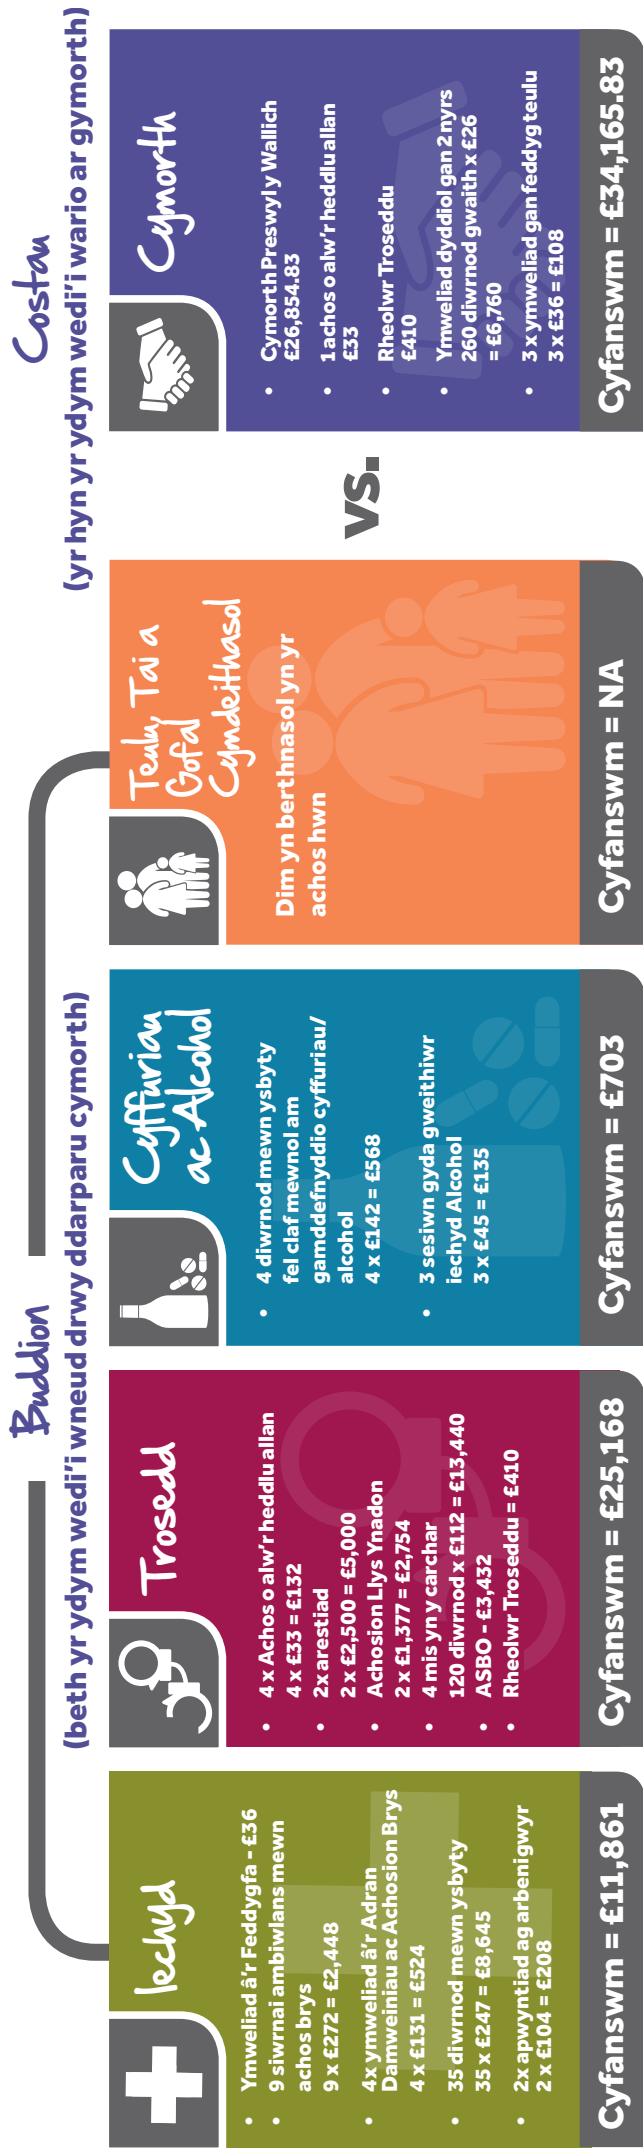 Buddion
(beth yr ydym wedi'i wneud drwy ddarparu cymorth)
Iechyd
• Ymweliad â'r Feddygfa - £36
• 9 siwrnai ambiwlans mewn
achos brys
9 x £272 = £2,448
• 4x ymweliad â'r Adran
Damweiniau ac Achosion Brys
4 x £131 = £524
• 35 diwrnod mewn ysbyty
35 x £247 = £8,645
• 2x apwyntiad ag arbenigwyr
2 x £104 = £208
Cyfanswm = £11,861
Trosedd
• 4 x Achos o alw'r heddlu allan
4 x £33 = £132
• 2x arestiad
2 x £2,500 = £5,000
• Achosion Llys Ynadon
2 x £1,377 = £2,754
• 4 mis yn y carchar
120 diwrnod x £112 = £13,440
• ASBO - £3,432
• Rheolwr Troseddu = £410
Cyfanswm = £25,168
Cyffuriau
ac Alcohol
• 4 diwrnod mewn ysbyty
fel claf mewnol am
gamddefnyddio cyffuriau/
alcohol
4 x £142 = £568
• 3 sesiwn gyda gweithiwr
iechyd Alcohol
3 x £45 = £135
Cyfanswm = £703
Teulu, Tai a
Gofal
Cymdeithasol
Dim yn berthnasol yn yr
achos hwn
Cyfanswm = NA
vs.
Costau
(yr hyn yr ydym wedi'i wario ar gymorth)
Cymorth
• Cymorth Preswyl y Wallich
£26,854.83
• 1 achos o alw'r heddlu allan
£33
• Rheolwr Troseddu
£410
• Ymweliad dyddiol gan 2 nyrs
260 diwrnod gwaith x £26
= £6,760
• 3 x ymweliad gan feddyg teulu
3 x £36 = £108
Cyfanswm = £34,165.83